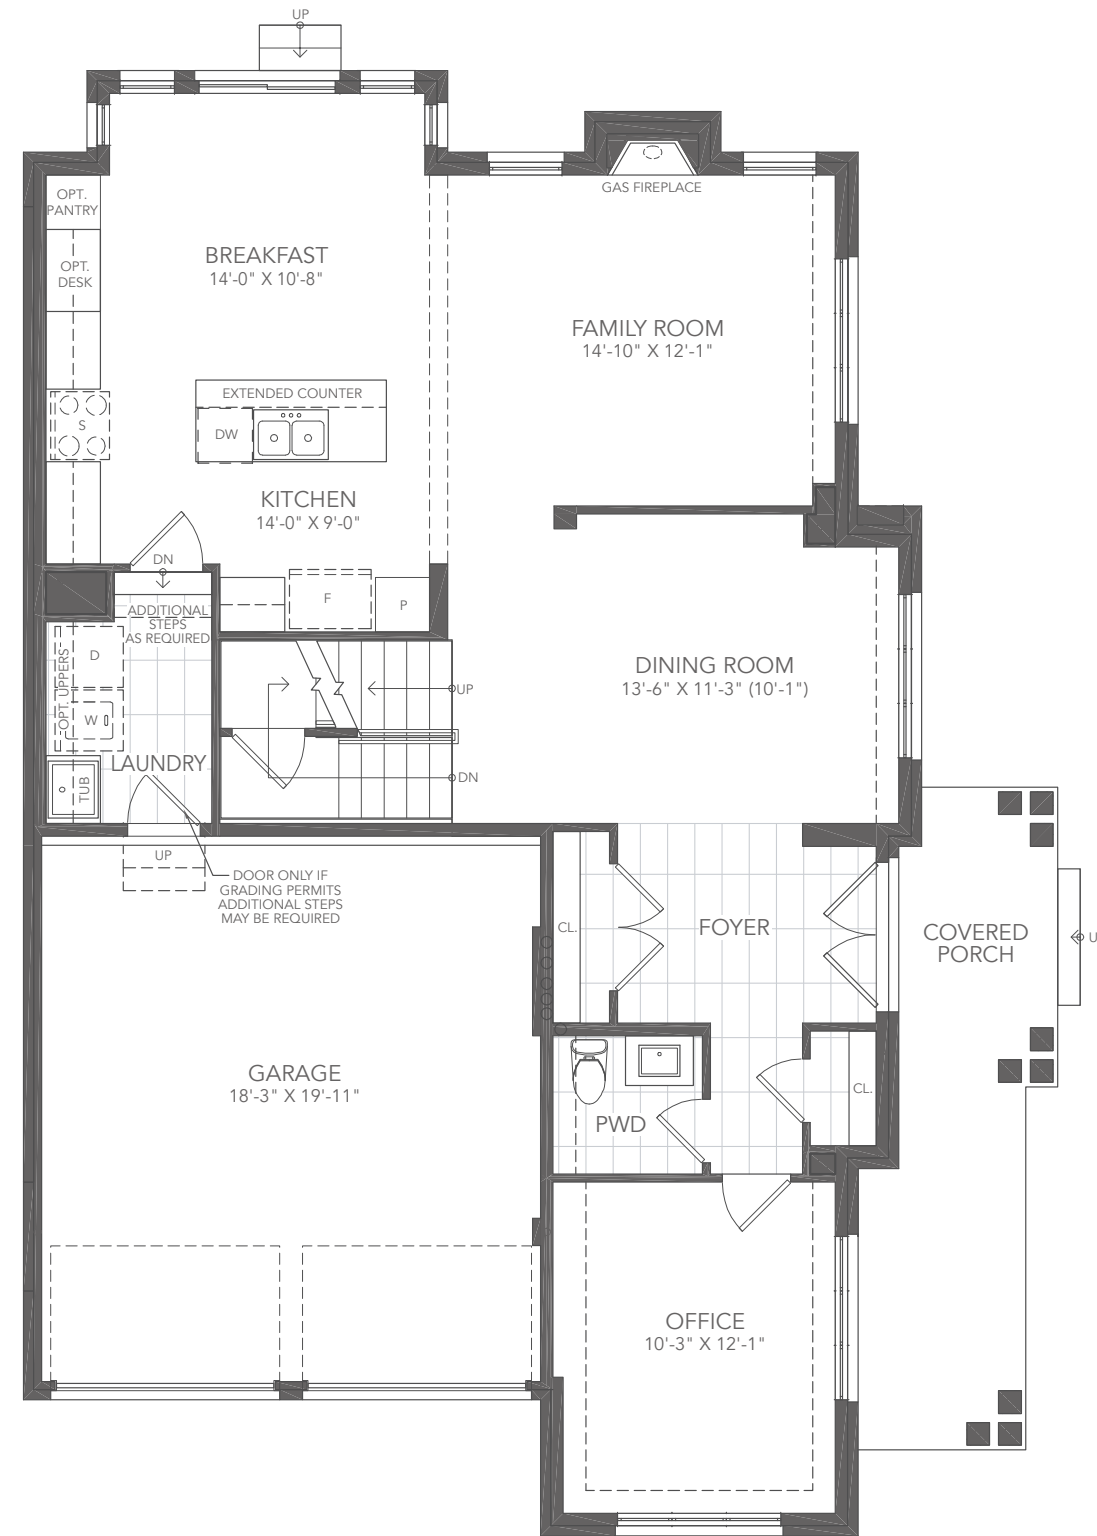 UP
OPT.
PANTRY
OPT.
DESK
BREAKFAST
14'-0" X 10'-8"
GAS FIREPLACE
FAMILY ROOM
14'-10" X 12'-1"
EXTENDED COUNTER
DW
S
KITCHEN
14'-0" X 9'-0"
DN
ADDITIONAL
STEPS
AS REQUIRED
F
P
OPT. UPPERS
D
W
TUB
LAUNDRY
UP
DN
DINING ROOM
13'-6" X 11'-3" (10'-1")
UP
DOOR ONLY IF
GRADING PERMITS
ADDITIONAL STEPS
MAY BE REQUIRED
CL.
FOYER
COVERED
PORCH
U
GARAGE
18'-3" X 19'-11"
PWD
CL.
OFFICE
10'-3" X 12'-1"